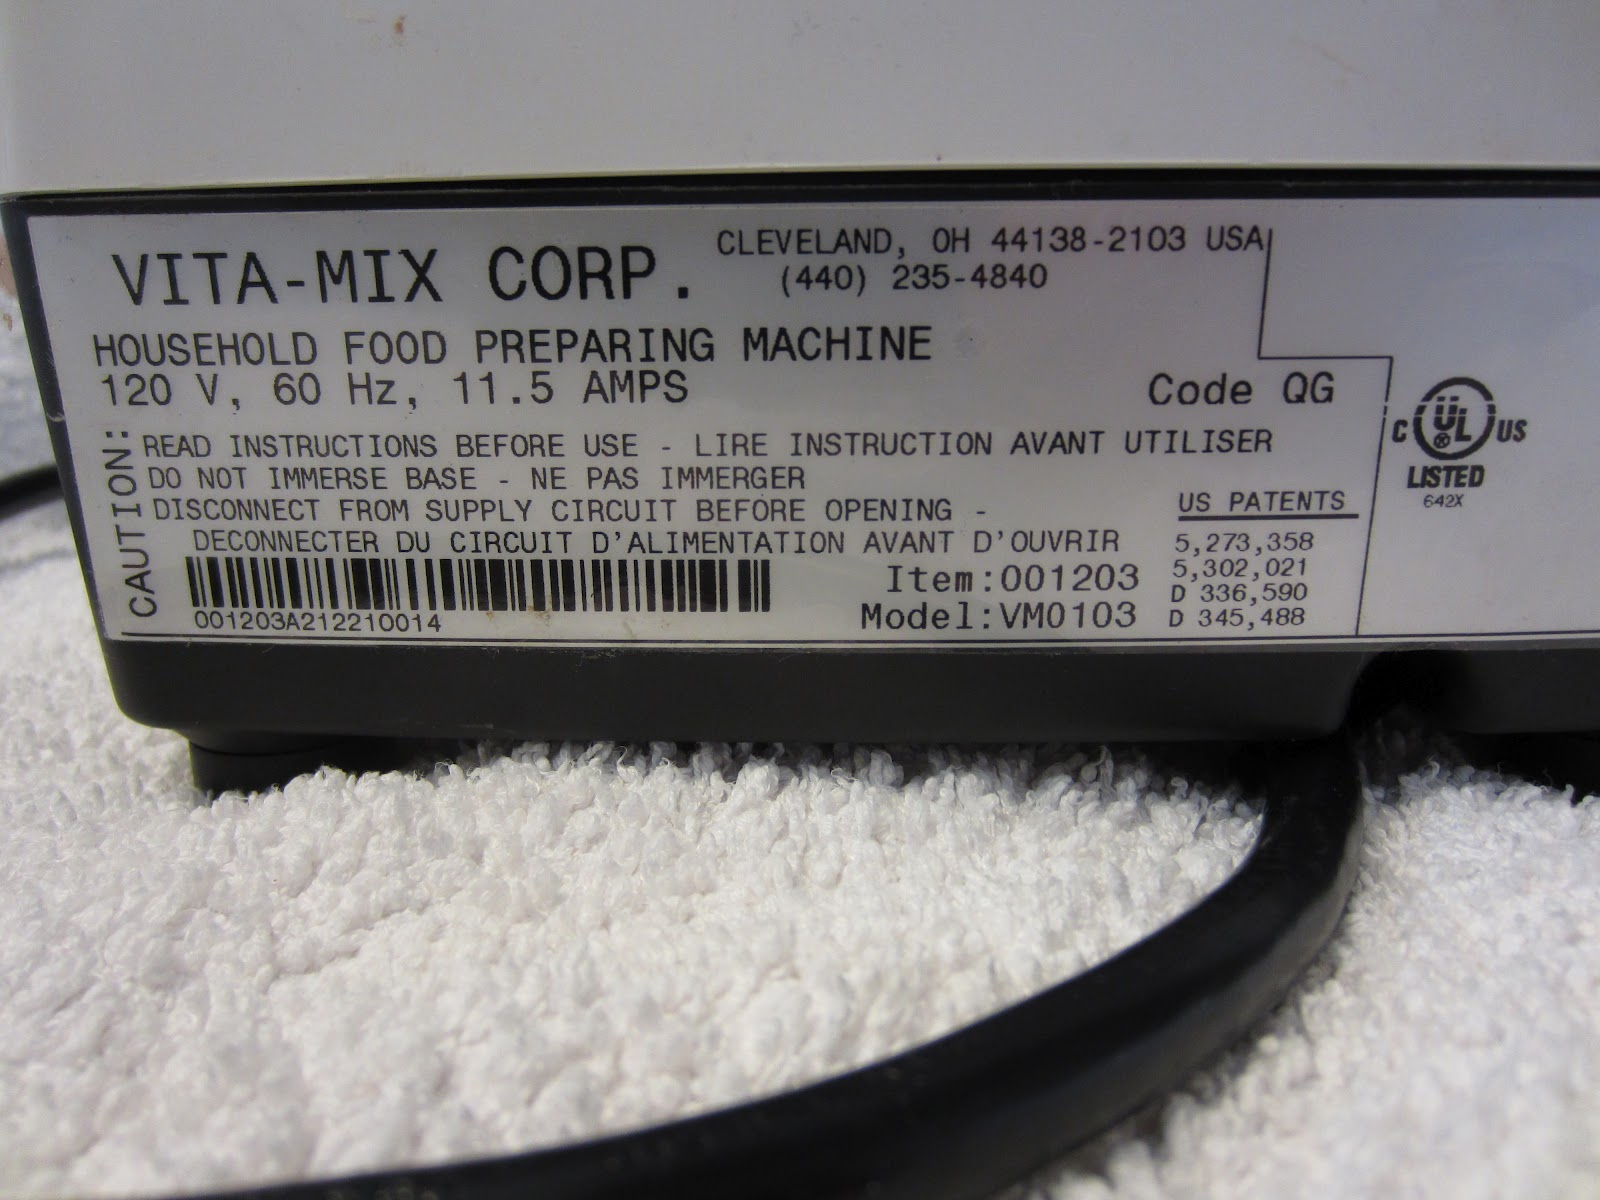 VITA-MIX CORP.
CLEVELAND, OH 44138-2103 USA
(440) 235-4840
HOUSEHOLD FOOD PREPARING MACHINE
120 V, 60 Hz, 11.5 AMPS
Code QG
CAUTION:
READ INSTRUCTIONS BEFORE USE - LIRE INSTRUCTION AVANT UTILISER
DO NOT IMMERSE BASE - NE PAS IMMERGER
DISCONNECT FROM SUPPLY CIRCUIT BEFORE OPENING -
DECONNECTER DU CIRCUIT D'ALIMENTATION AVANT D'OUVRIR
001203A212210014
Item:001203
Model:VM0103
US PATENTS
5,273,358
5,302,021
D 336,590
D 345,488
C UL US
®
LISTED
642X